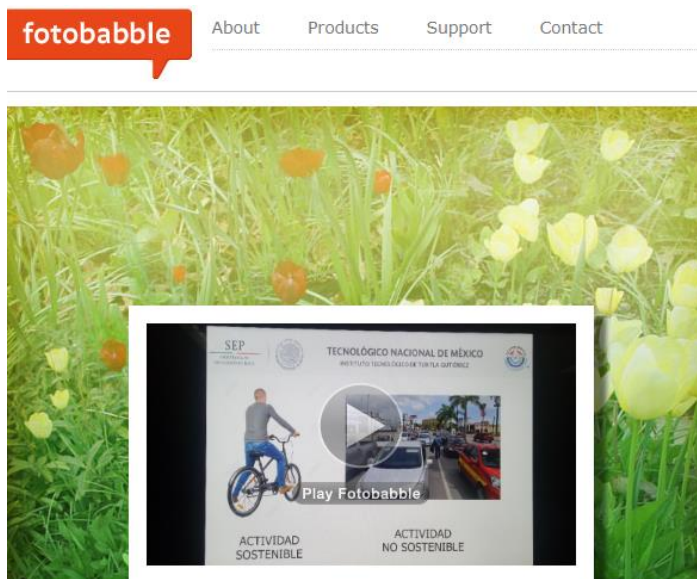 fotobabble
About Products Support Contact
SEP
TECNOLÓGICO NACIONAL DE MÉXICO
INSTITUTO TECNOLÓGICO DE TUXTLA GUTIÉRREZ
Play Fotobabble
ACTIVIDAD
SOSTENIBLE
ACTIVIDAD
NO SOSTENIBLE